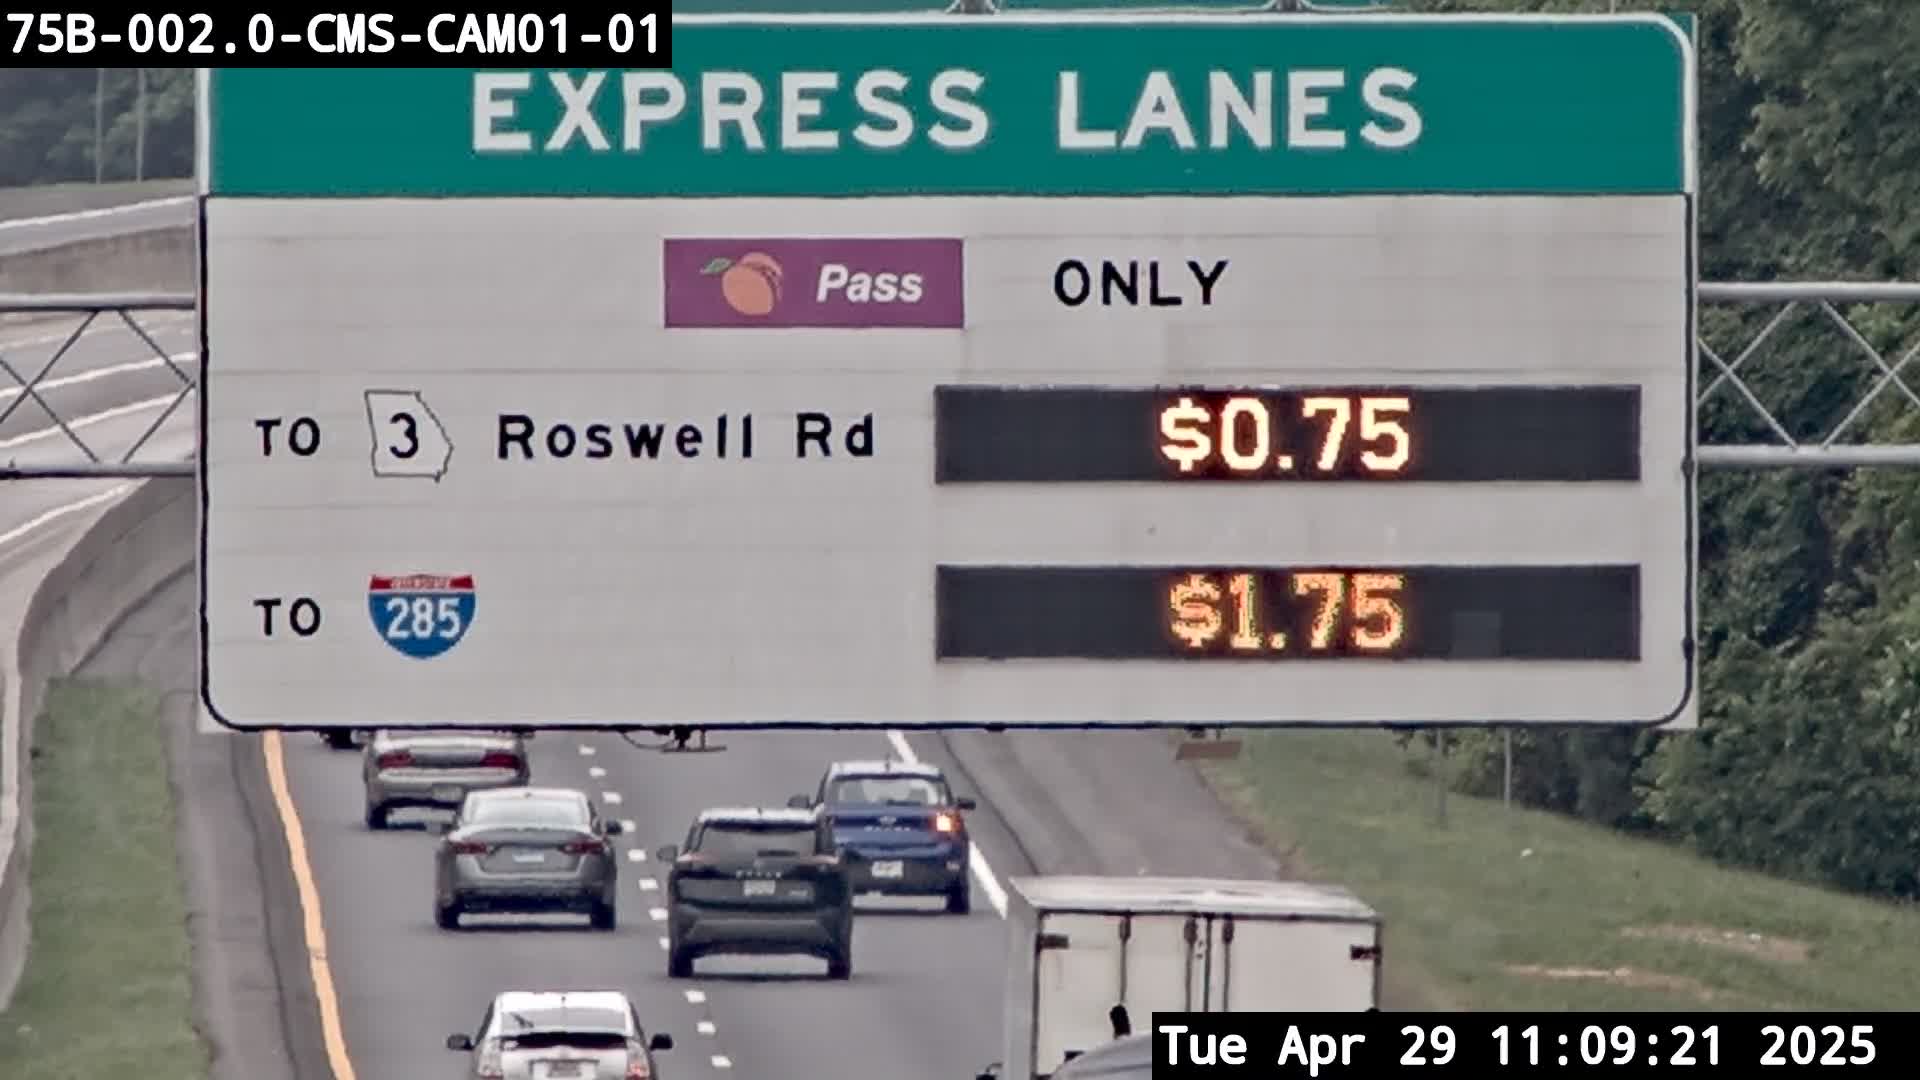 75B-002.0-CMS-CAM01-01
EXPRESS LANES
Pass ONLY
TO 3 Roswell Rd $0.75
INTERSTATE
TO 285 $1.75
Tue Apr 29 11:09:21 2025